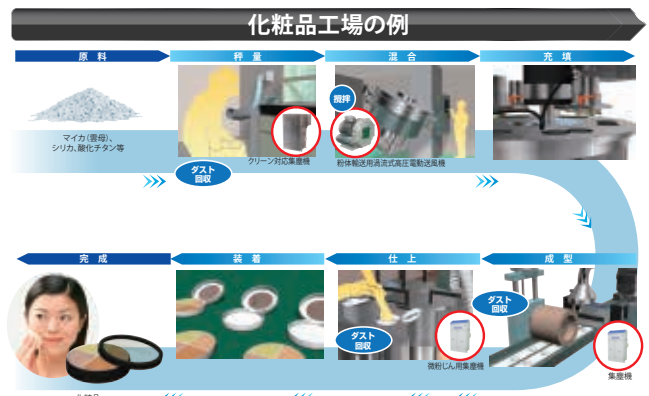 化粧品工場の例
原料
秤量
混合
充填
マイカ（雲母）、
シリカ、酸化チタン等
ダスト
回収
クリーン対応集塵機
撹拌
粉体輸送用渦流式高圧電動送風機
完成
装着
仕上
成型
ダスト
回収
微粉じん用集塵機
ダスト
回収
集塵機